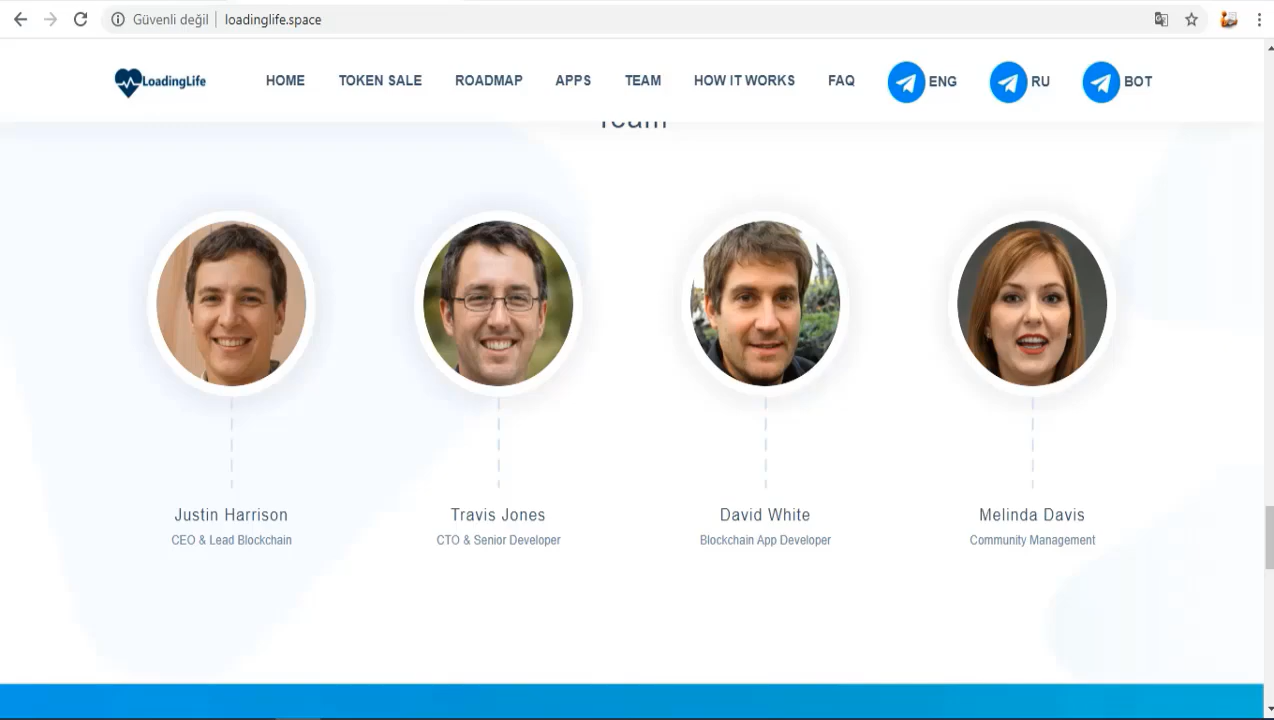 Güvenli değil | loadinglife.space
LoadingLife
HOME
TOKEN SALE
ROADMAP
APPS
TEAM
HOW IT WORKS
FAQ
ENG
RU
BOT
Team
Justin Harrison
CEO & Lead Blockchain
Travis Jones
CTO & Senior Developer
David White
Blockchain App Developer
Melinda Davis
Community Management